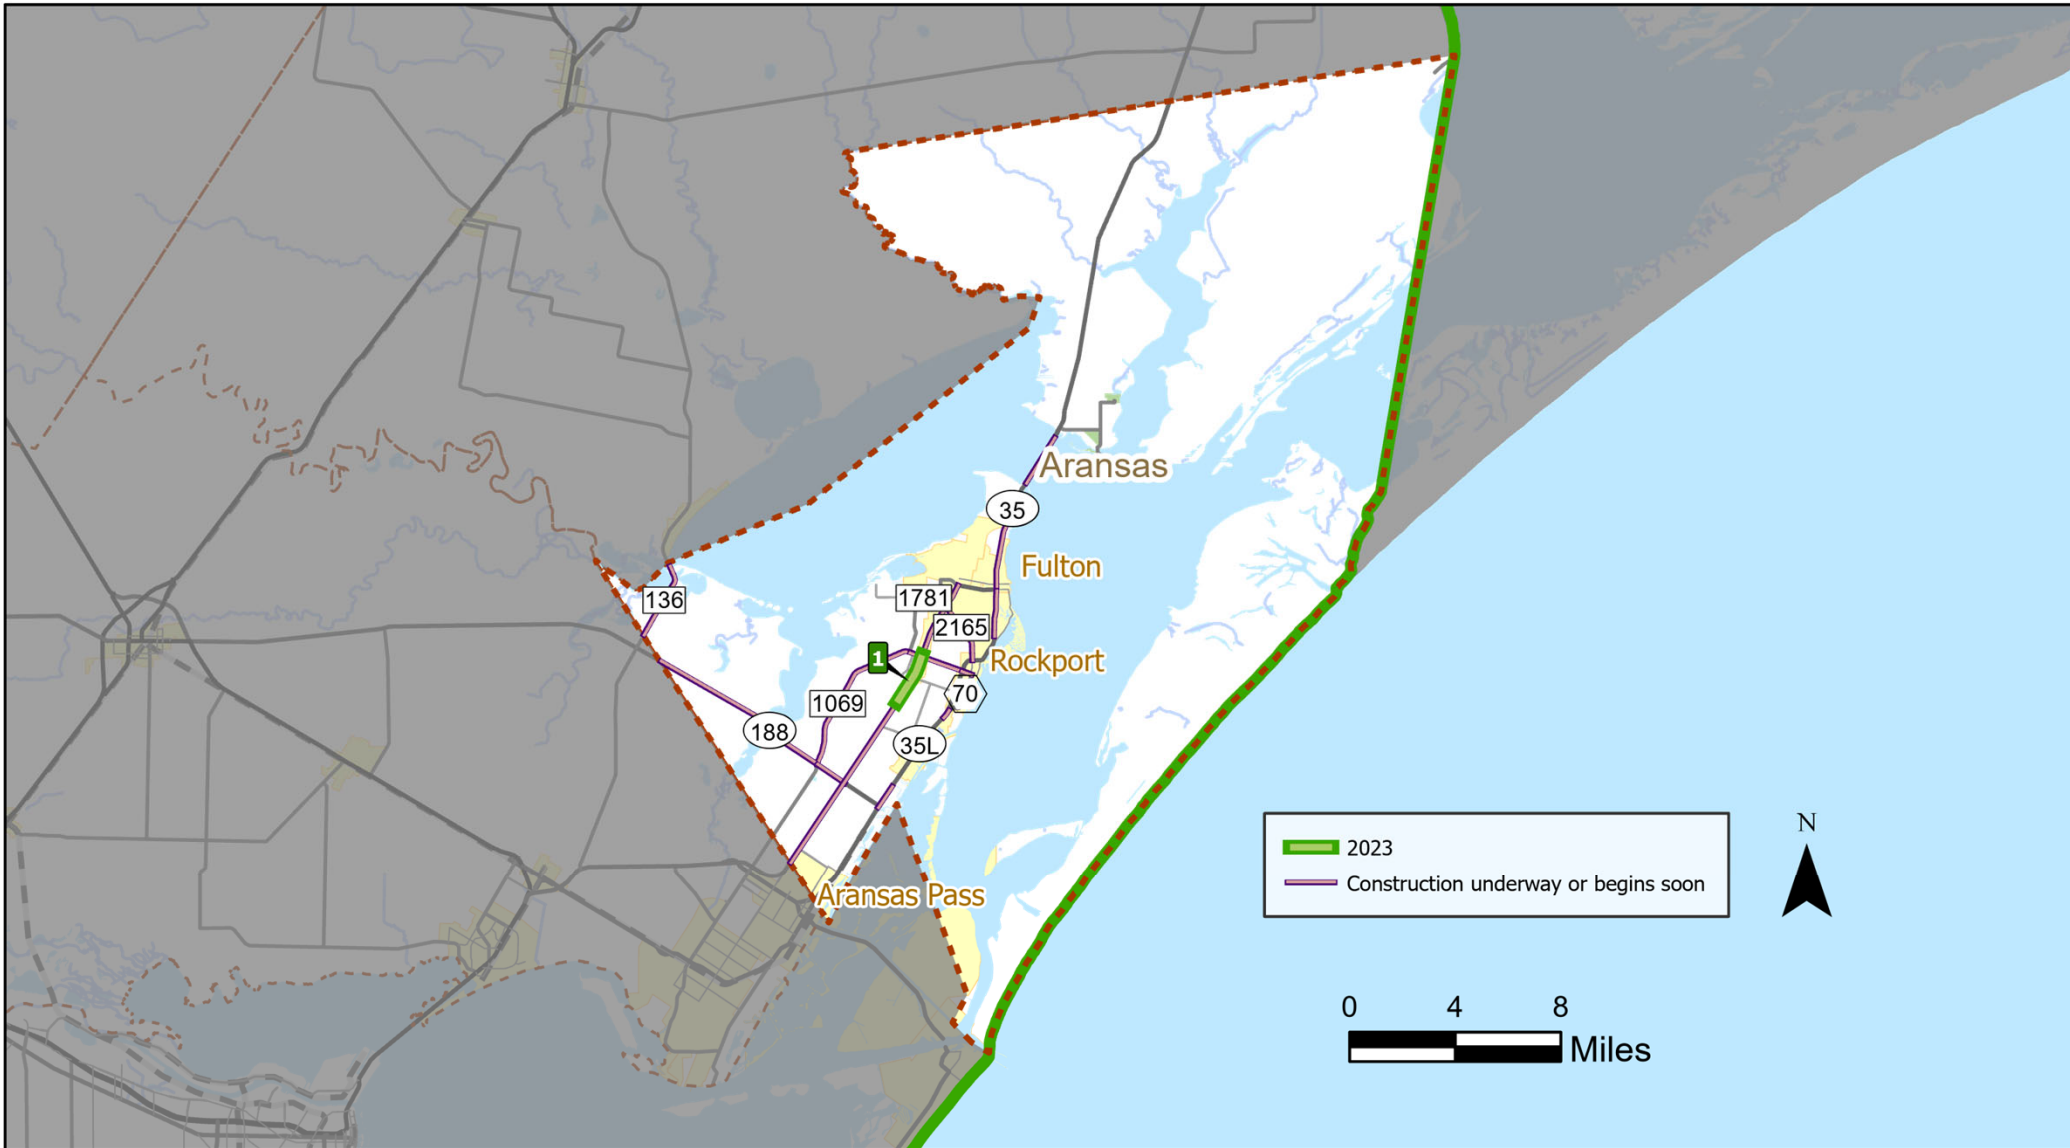 Aransas
35
Fulton
136
1781
2165
1
Rockport
70
1069
188
35L
Aransas Pass
2023
Construction underway or begins soon
N
0 4 8
Miles